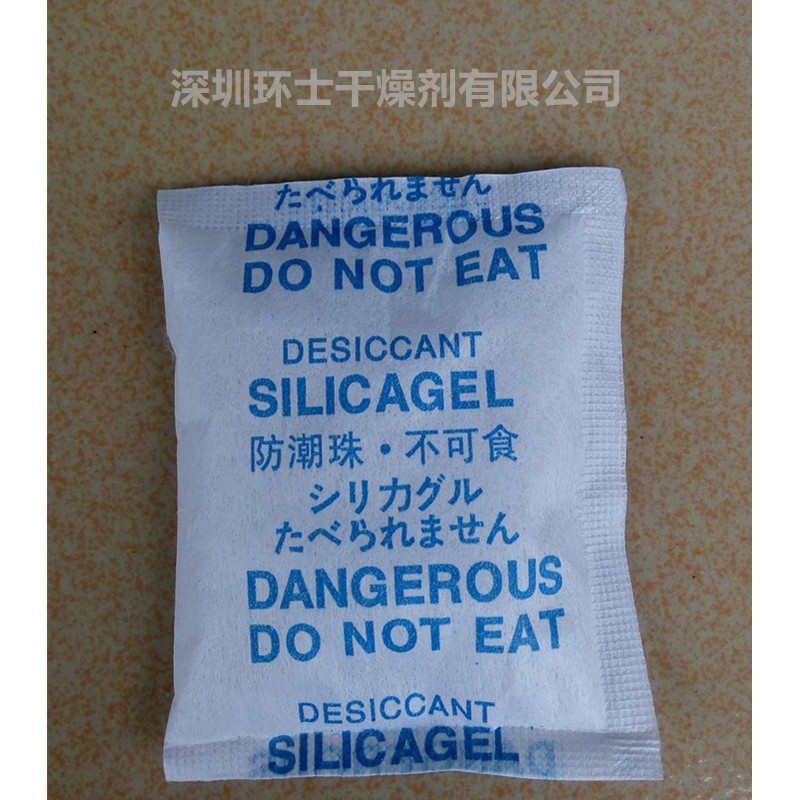 深圳环士干燥剂有限公司
たべられません
DANGEROUS
DO NOT EAT
DESICCANT
SILICAGEL
防潮珠・不可食
シリカグル
たべられません
DANGEROUS
DO NOT EAT
DESICCANT
SILICAGEL